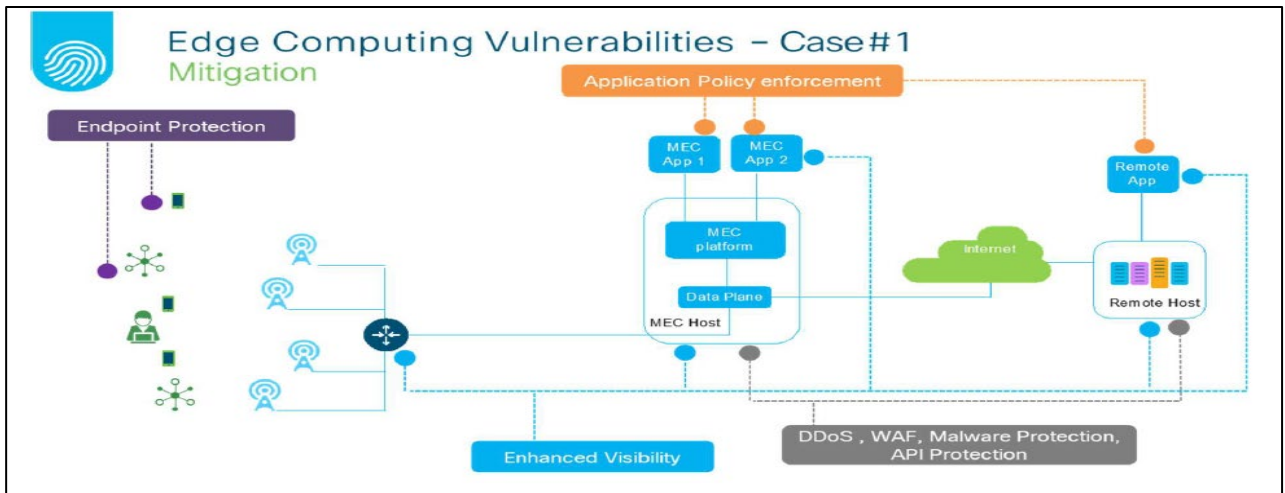 Edge Computing Vulnerabilities – Case#1
Mitigation
Application Policy enforcement
Endpoint Protection
MEC
App 1
MEC
App 2
Remote
App
MEC
platform
Internet
Data Plane
MEC Host
Remote Host
DDoS , WAF, Malware Protection,
API Protection
Enhanced Visibility